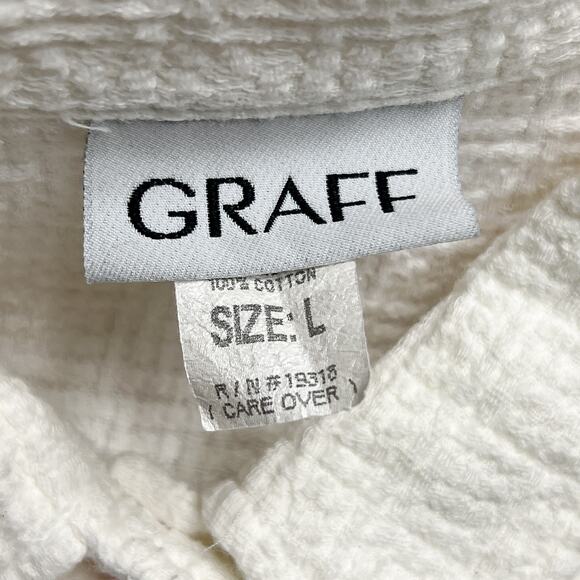 GRAFF
100% COTTON
SIZE: L
R/N#19318
( CARE OVER )